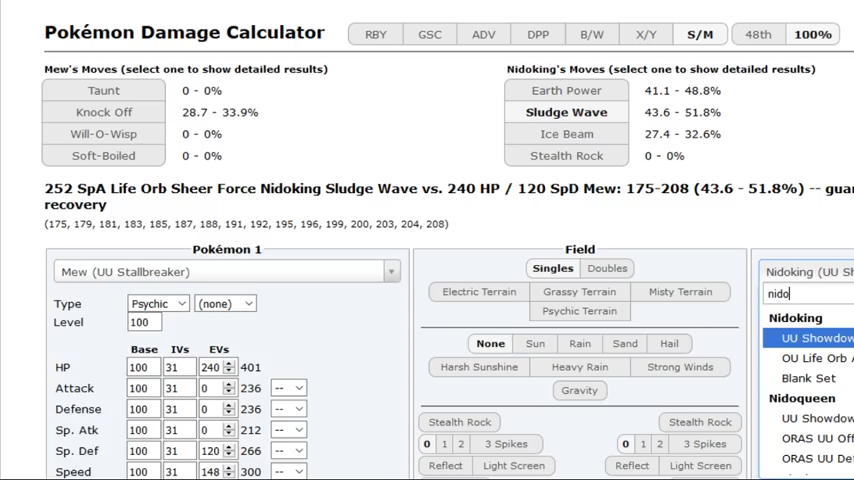 Pokémon Damage Calculator
RBY GSC ADV DPP B/W X/Y S/M 48th 100%
Mew's Moves (select one to show detailed results)
Taunt 0 - 0%
Knock Off 28.7 - 33.9%
Will-O-Wisp 0 - 0%
Soft-Boiled 0 - 0%
Nidoking's Moves (select one to show detailed results)
Earth Power 41.1 - 48.8%
Sludge Wave 43.6 - 51.8%
Ice Beam 27.4 - 32.6%
Stealth Rock 0 - 0%
252 SpA Life Orb Sheer Force Nidoking Sludge Wave vs. 240 HP / 120 SpD Mew: 175-208 (43.6 - 51.8%) -- gua
recovery
(175, 179, 181, 183, 185, 187, 188, 191, 192, 195, 196, 199, 200, 203, 204, 208)
Pokémon 1
Mew (UU Stallbreaker)
Type Psychic (none)
Level 100
Base IVs EVs
HP 100 31 240 401
Attack 100 31 0 236 --
Defense 100 31 0 236 --
Sp. Atk 100 31 0 212 --
Sp. Def 100 31 120 266 --
Speed 100 31 148 300 --
Field
Singles Doubles
Electric Terrain Grassy Terrain Misty Terrain
Psychic Terrain
None Sun Rain Sand Hail
Harsh Sunshine Heavy Rain Strong Winds
Gravity
Stealth Rock Stealth Rock
0 1 2 3 Spikes 0 1 2 3 Spikes
Reflect Light Screen Reflect Light Screen
Nidoking (UU Sh
nido
Nidoking
UU Showdow
OU Life Orb A
Blank Set
Nidoqueen
UU Showdow
ORAS UU Off
ORAS UU Def